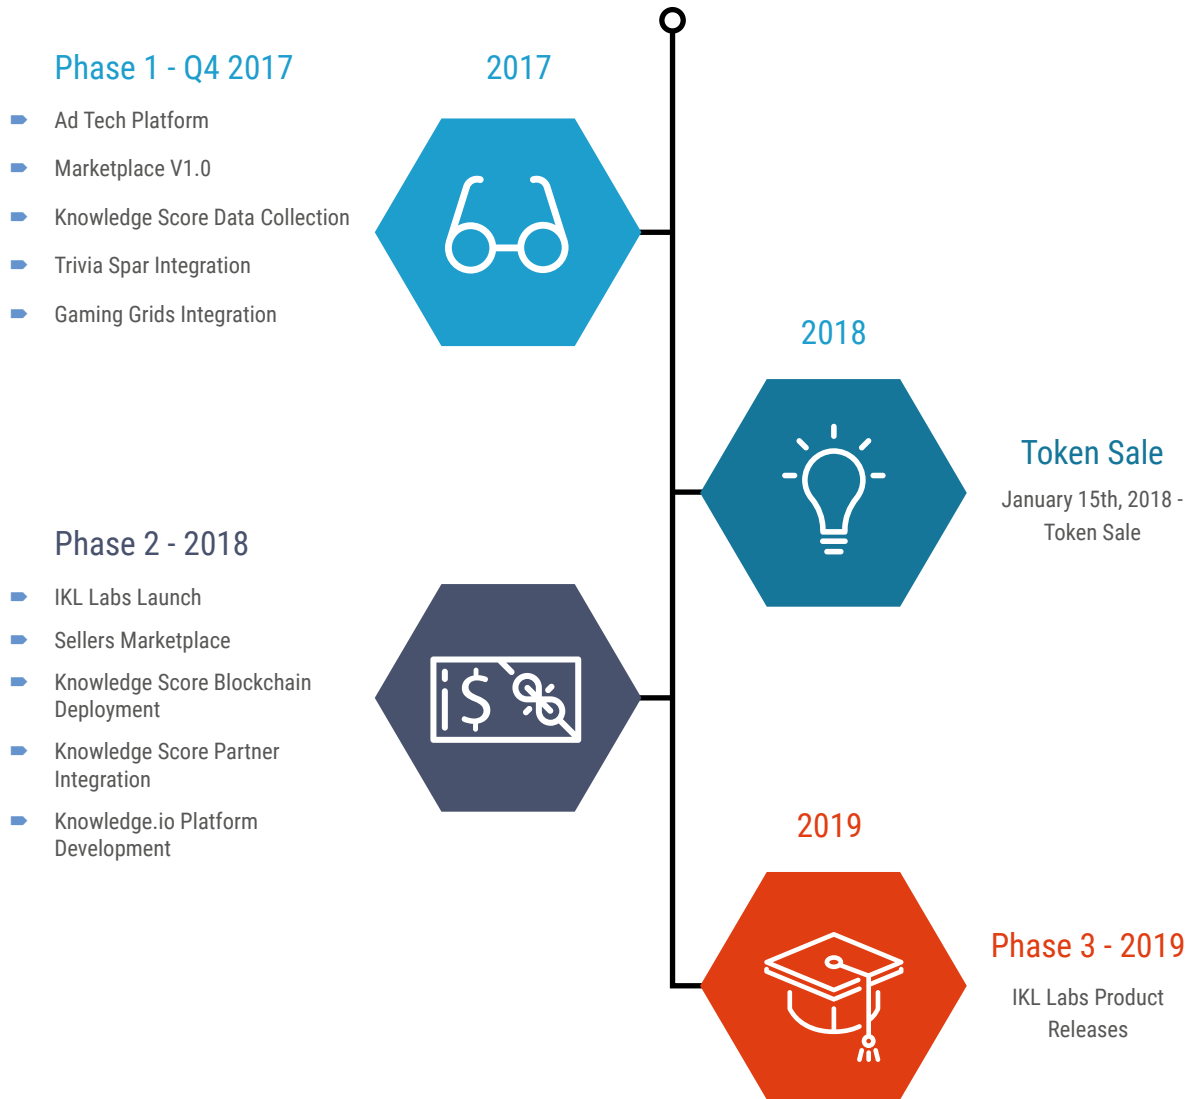 Phase 1 - Q4 2017
2017
Ad Tech Platform
Marketplace V1.0
Knowledge Score Data Collection
Trivia Spar Integration
Gaming Grids Integration
2018
Token Sale
January 15th, 2018 -
Token Sale
Phase 2 - 2018
IKL Labs Launch
Sellers Marketplace
Knowledge Score Blockchain
Deployment
Knowledge Score Partner
Integration
Knowledge.io Platform
Development
$
2019
Phase 3 - 2019
IKL Labs Product
Releases